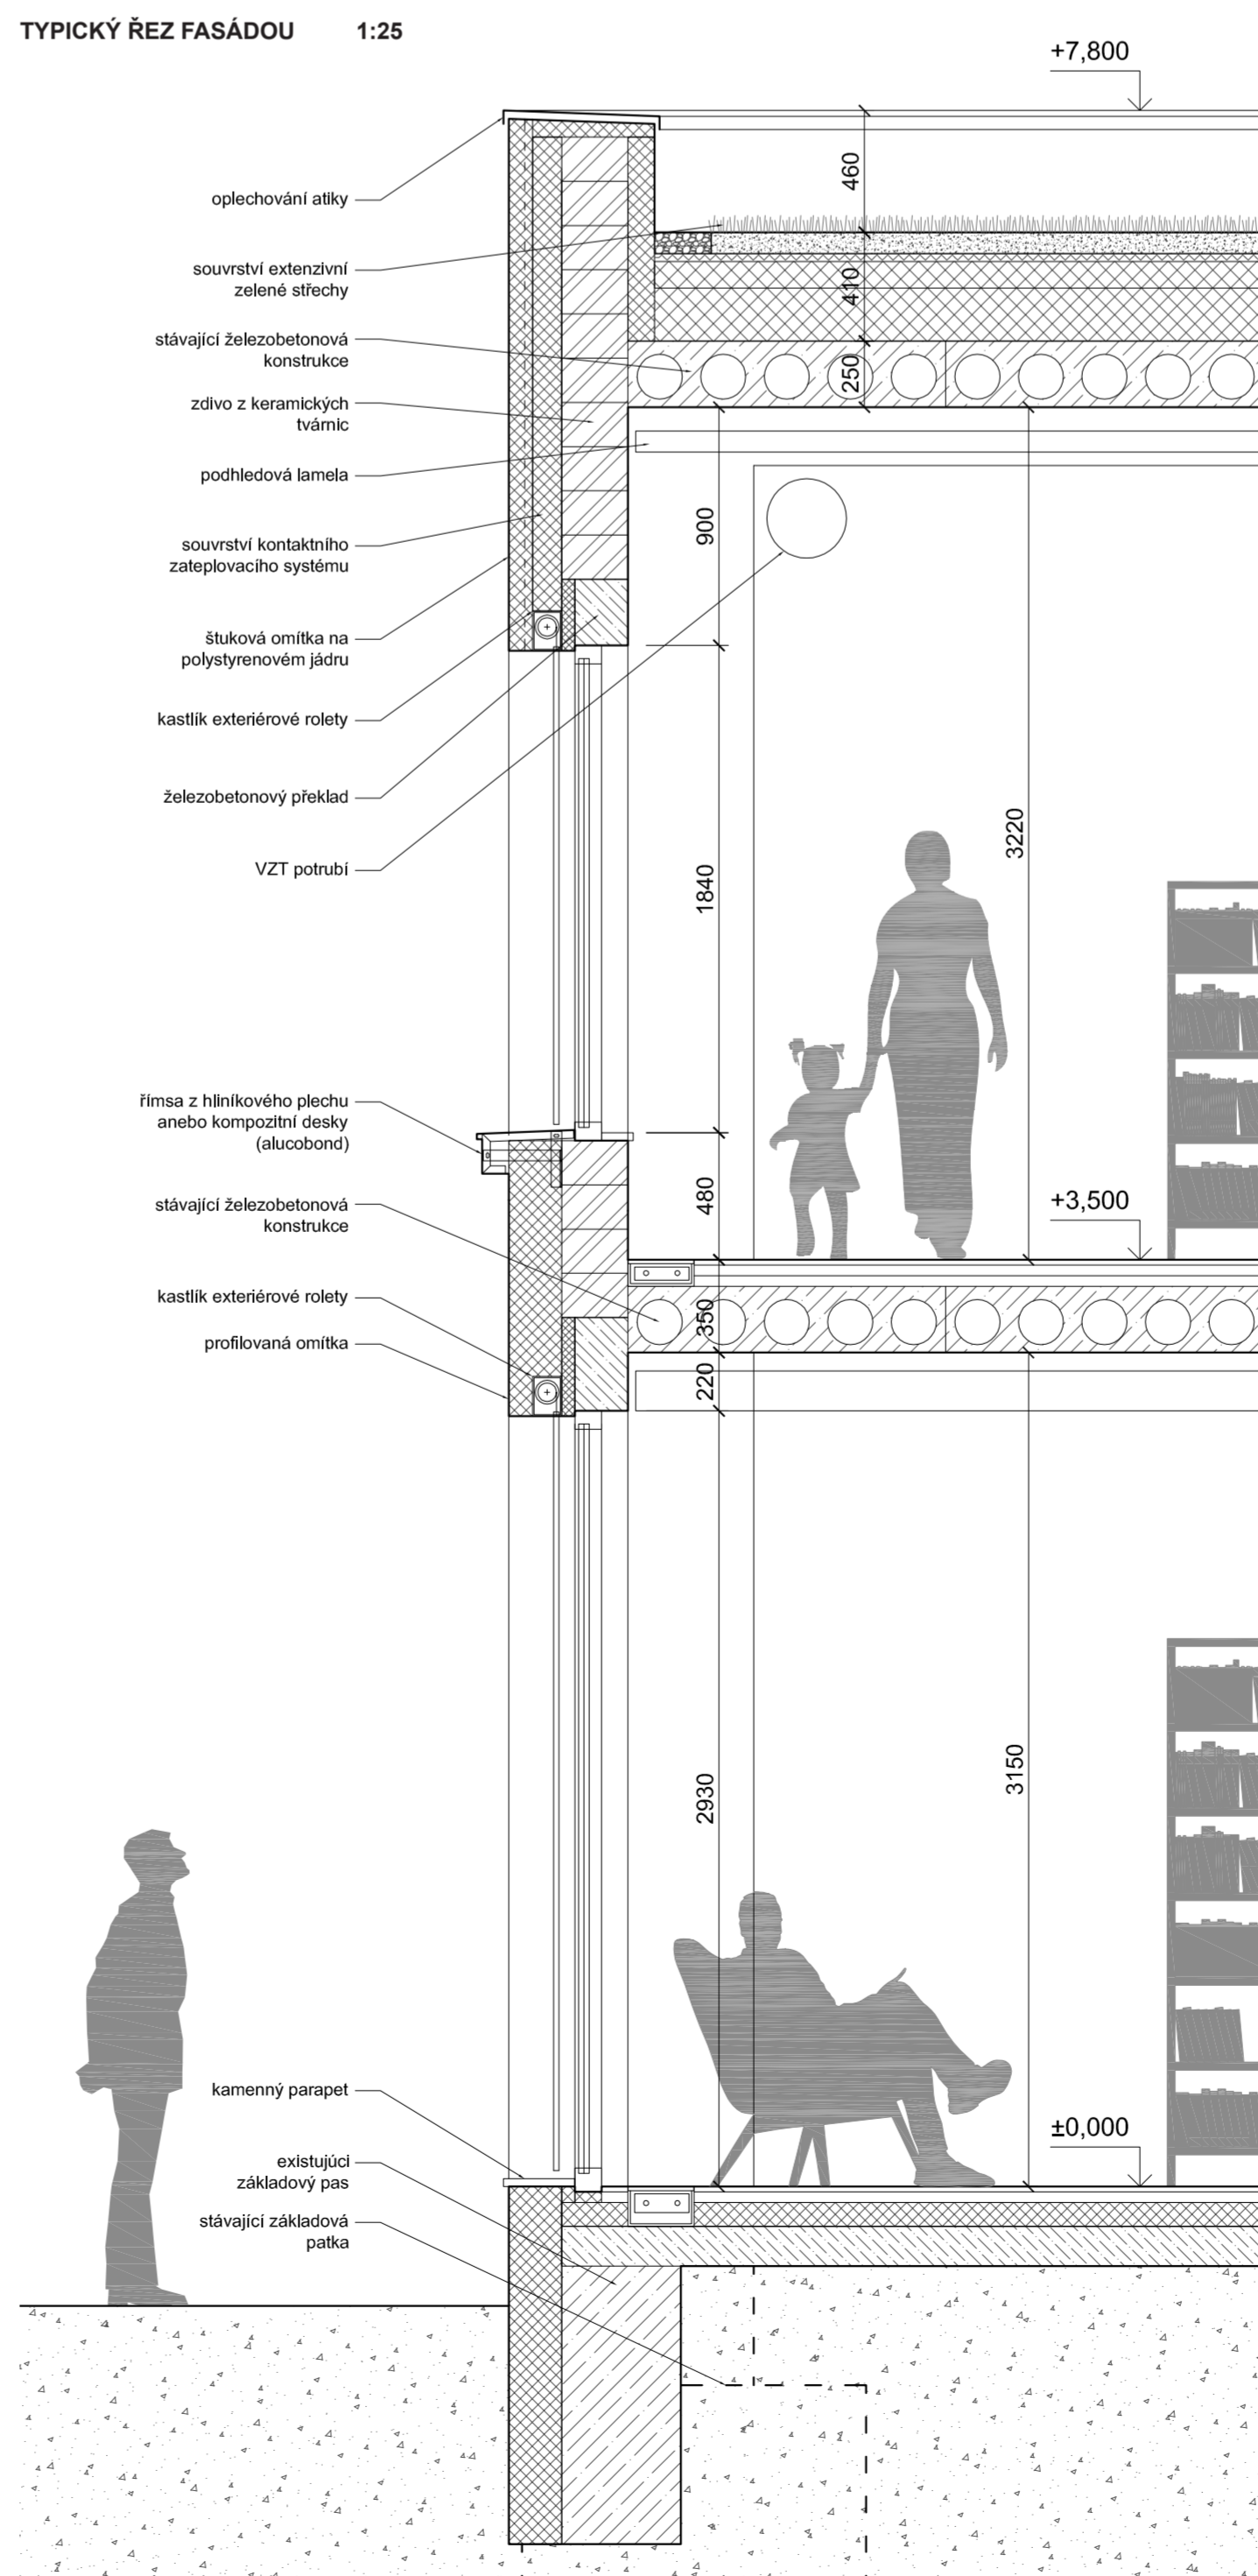 TYPICKÝ ŘEZ FASÁDOU 1:25
+7,800
oplechování atiky
460
souvrství extenzivní
zelené střechy
410
stávající železobetonová
konstrukce
250
zdivo z keramických
tvárnic
podhledová lamela
900
souvrství kontaktního
zateplovacího systému
štuková omítka na
polystyrenovém jádru
kastlík exteriérové rolety
železobetonový překlad
3220
VZT potrubí
1840
římsa z hliníkového plechu
anebo kompozitní desky
(alucobond)
480
+3,500
stávající železobetonová
konstrukce
kastlík exteriérové rolety
350
profilovaná omítka
220
2930
3150
kamenný parapet
±0,000
existujúci
základový pas
stávající základová
patka